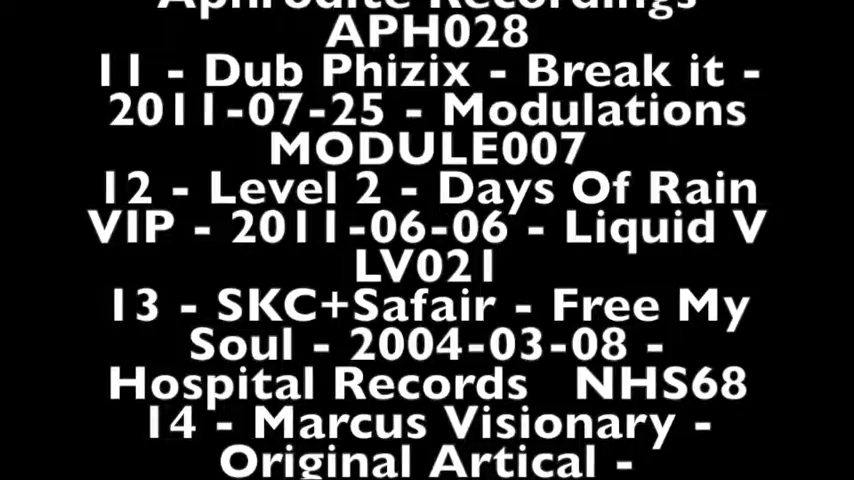 Aphrodite Recordings
APH028
11 - Dub Phizix - Break it -
2011-07-25 - Modulations
MODULE007
12 - Level 2 - Days Of Rain
VIP - 2011-06-06 - Liquid V
LV021
13 - SKC+Safair - Free My
Soul - 2004-03-08 -
Hospital Records   NHS68
14 - Marcus Visionary -
Original Artical -